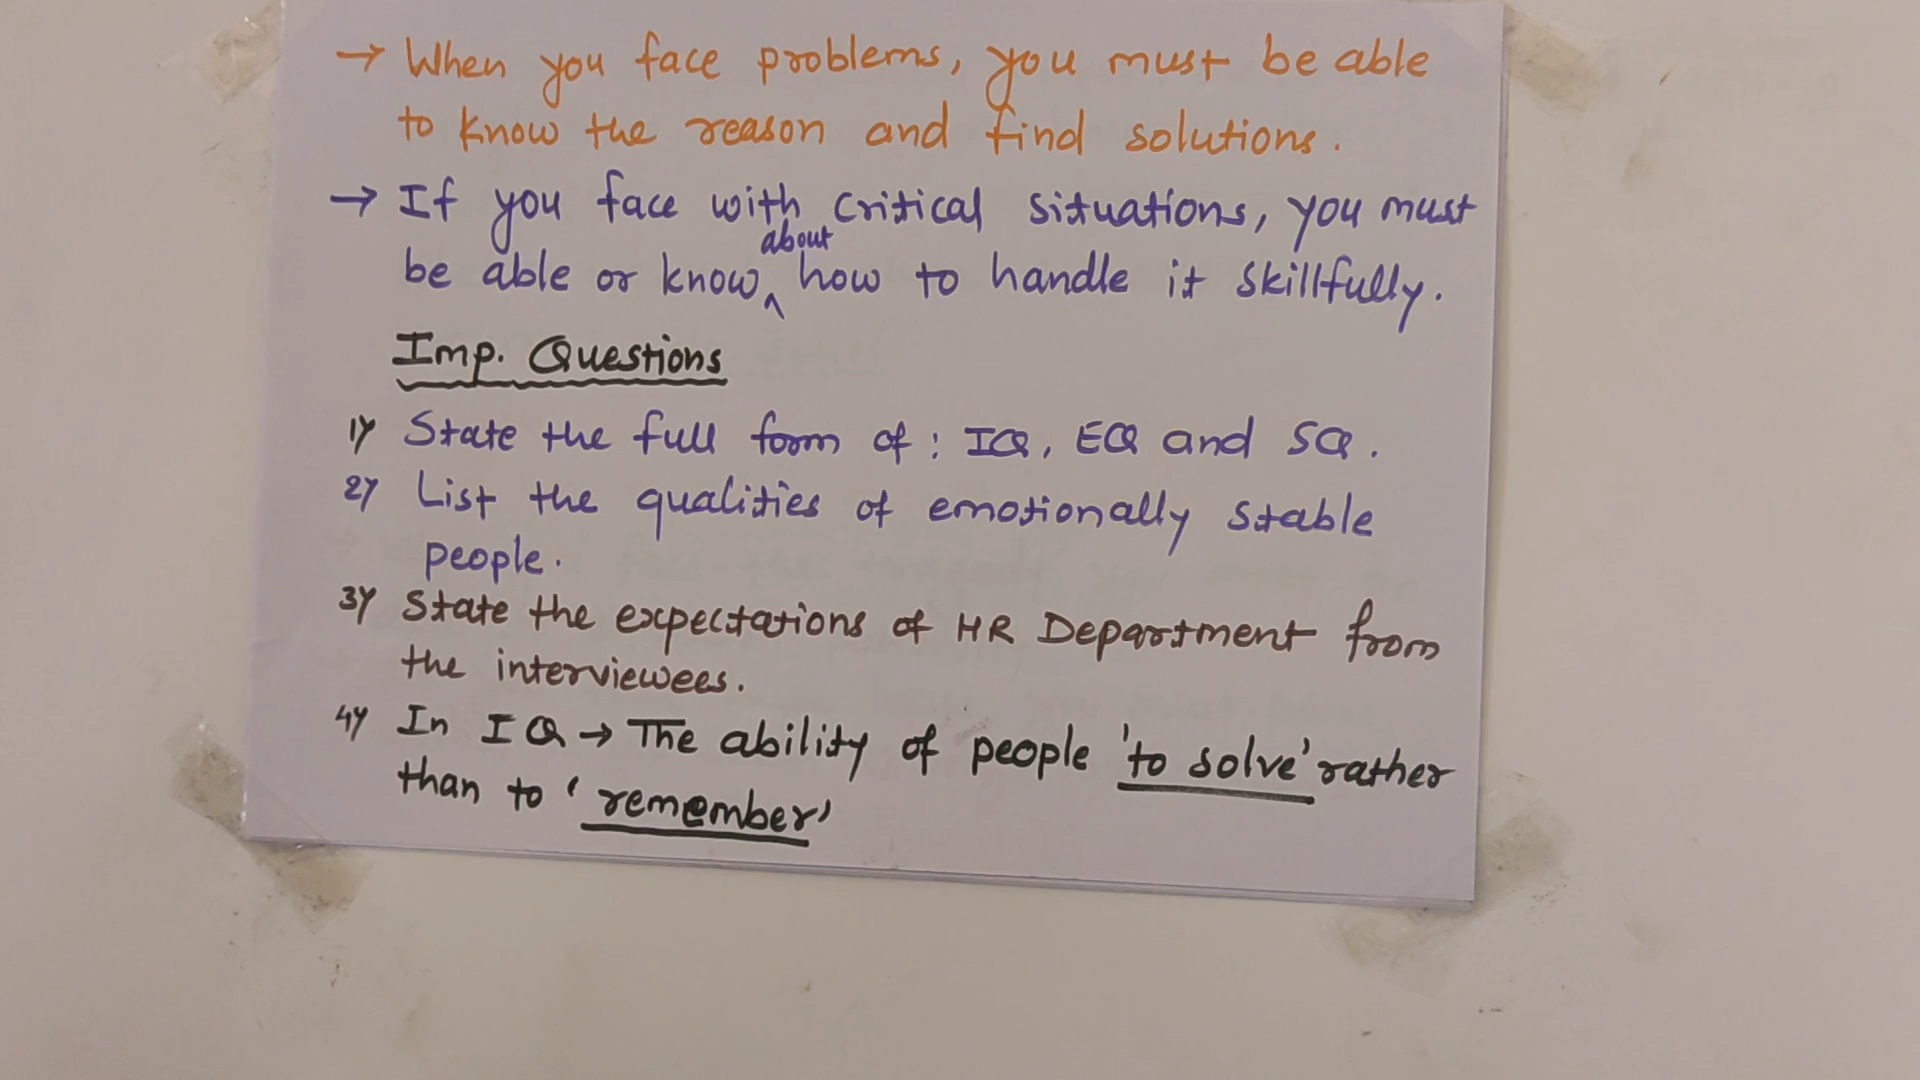 → When you face problems, you must be able
to know the reason and find solutions.
→ If you face with critical situations, you must
about
be able or know ^ how to handle it skillfully.
Imp. Questions
1) State the full form of : IQ, EQ and SQ.
2) List the qualities of emotionally stable
people.
3) State the expectations of HR Department from
the interviewees.
4) In IQ → The ability of people 'to solve' rather
than to 'remember'